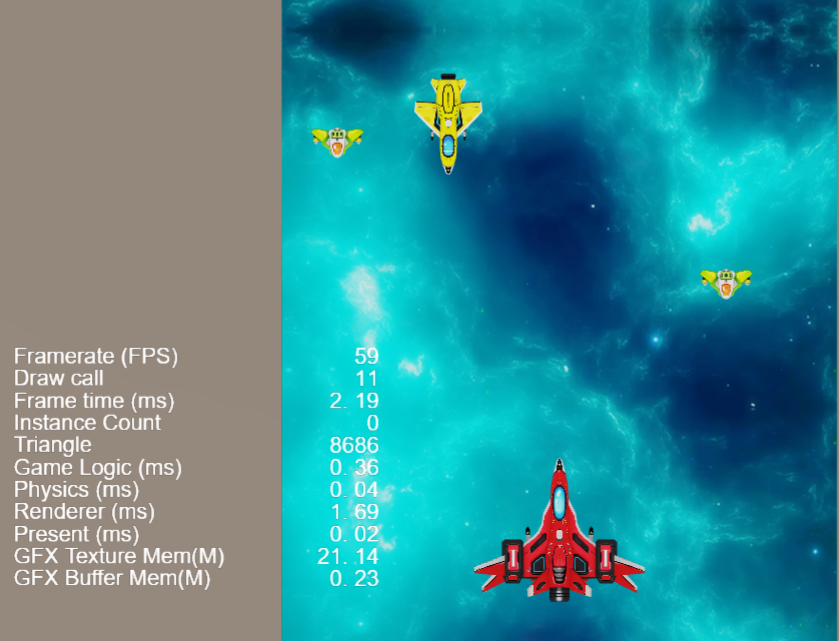 Framerate (FPS) 59
Draw call 11
Frame time (ms) 2. 19
Instance Count 0
Triangle 8686
Game Logic (ms) 0. 36
Physics (ms) 0. 04
Renderer (ms) 1. 69
Present (ms) 0. 02
GFX Texture Mem(M) 21. 14
GFX Buffer Mem(M) 0. 23